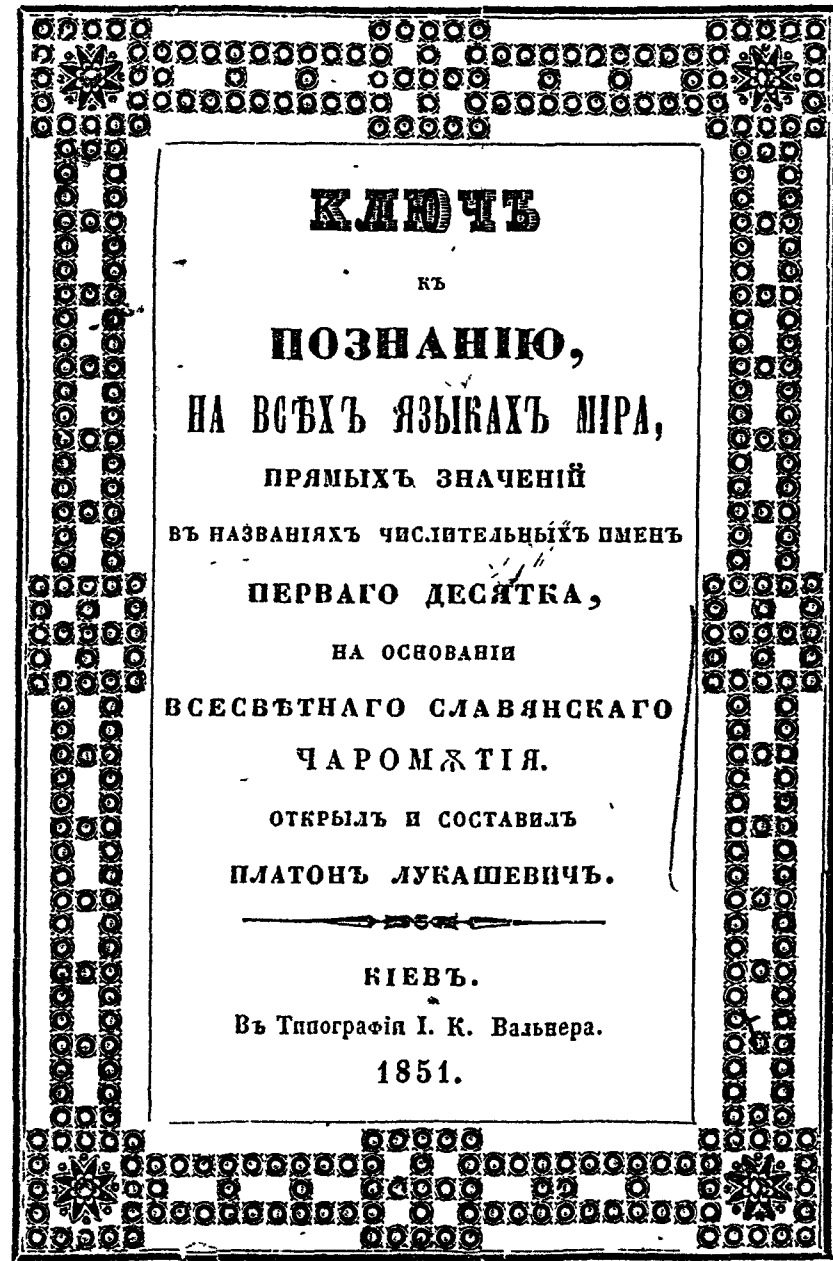 КЛЮЧЪ
КЪ
ПОЗНАНІЮ,
НА ВСѢХЪ ЯЗЫКАХЪ МІРА,
ПРЯМЫХЪ ЗНАЧЕНІЙ
ВЪ НАЗВАНІЯХЪ ЧИСЛИТЕЛЬНЫХЪ ИМЕНЪ
ПЕРВАГО ДЕСЯТКА,
НА ОСНОВАНІИ
ВСЕСВѢТНАГО СЛАВЯНСКАГО
ЧАРОМѪТІЯ.
ОТКРЫЛЪ И СОСТАВИЛЪ
ПЛАТОНЪ ЛУКАШЕВИЧЪ.
КІЕВЪ.
Въ Типографіи І. К. Вальнера.
1851.